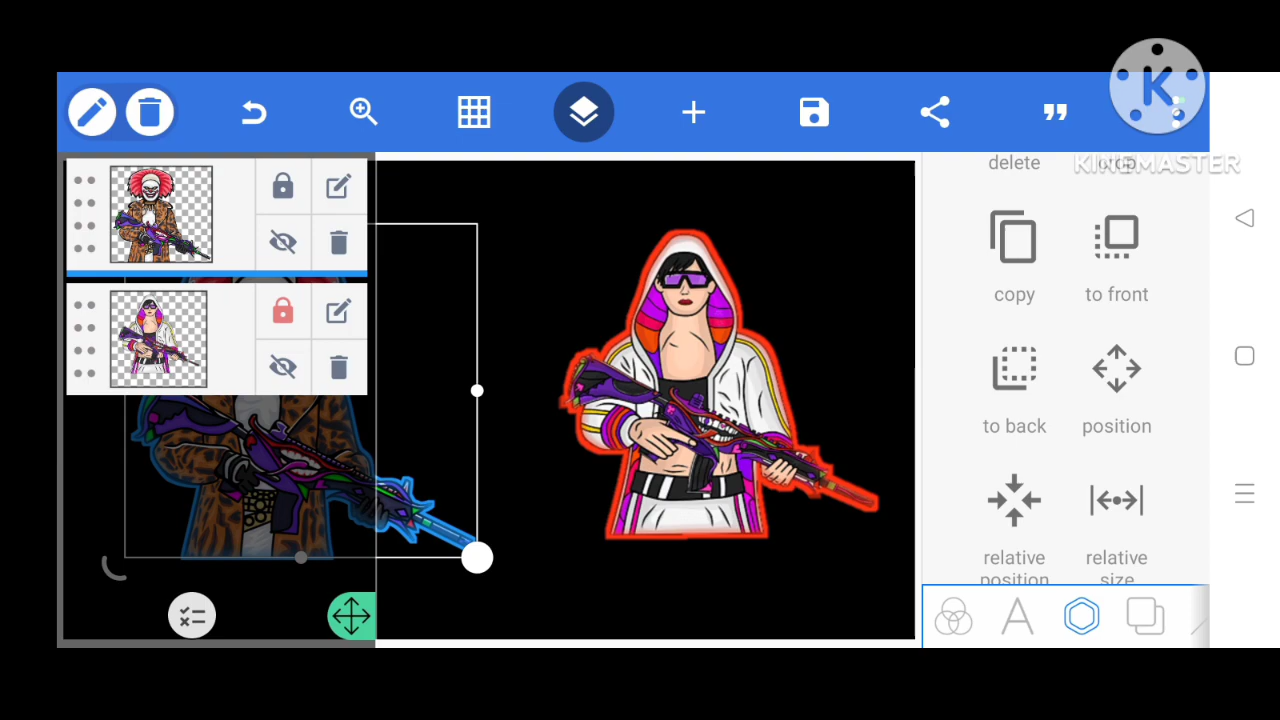 K
KINEMASTER
delete
copy
to front
to back
position
relative
position
relative
size
A